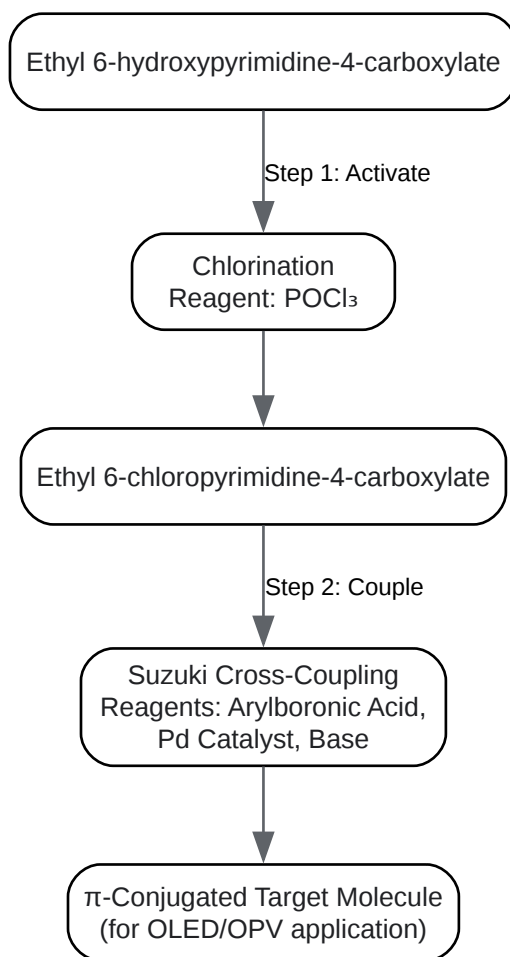 Ethyl 6-hydroxypyrimidine-4-carboxylate
Step 1: Activate
Chlorination
Reagent: POCl₃
Ethyl 6-chloropyrimidine-4-carboxylate
Step 2: Couple
Suzuki Cross-Coupling
Reagents: Arylboronic Acid,
Pd Catalyst, Base
π-Conjugated Target Molecule
(for OLED/OPV application)